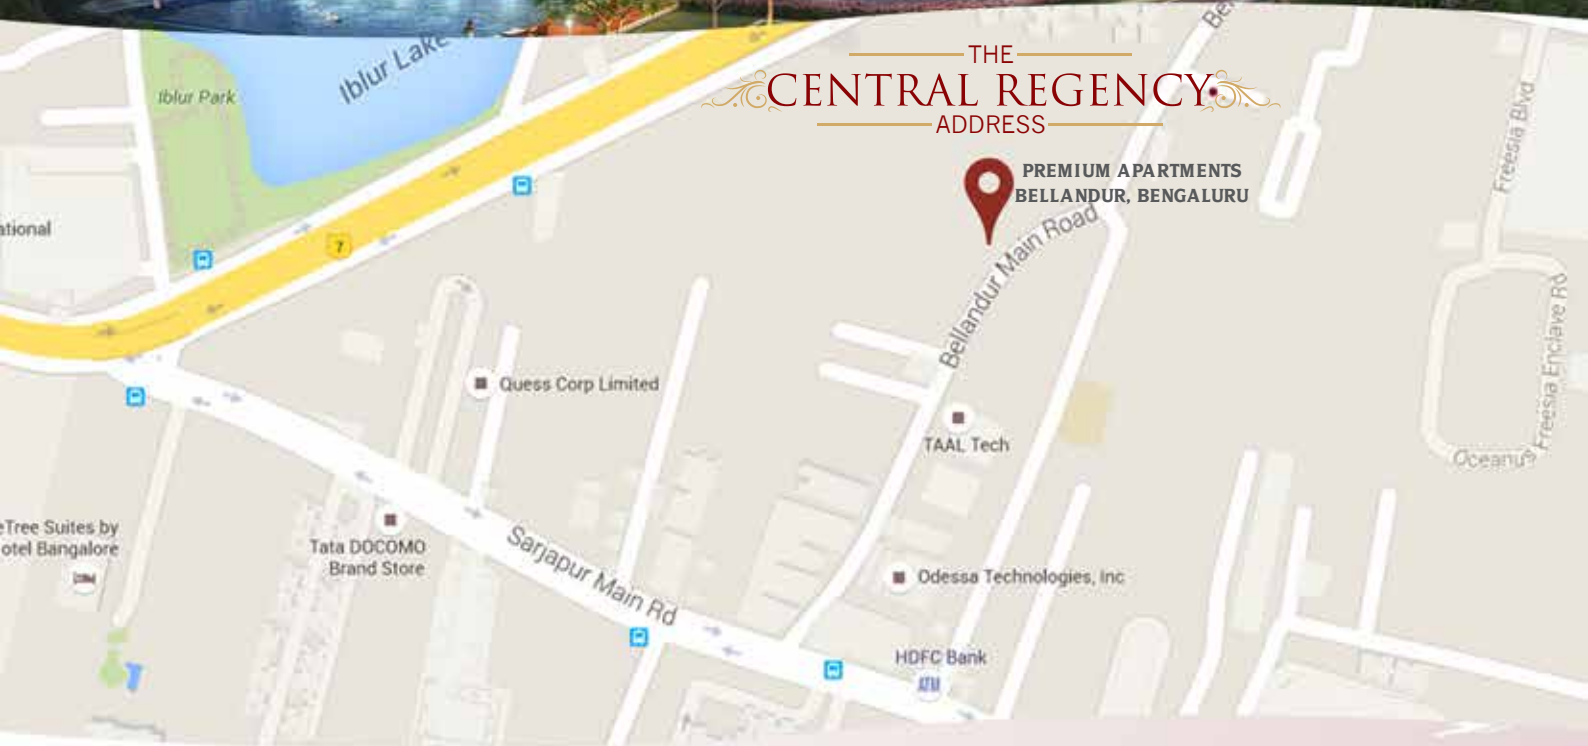 Iblur Lake
Be
Iblur Park
THE
CENTRAL REGENCY
ADDRESS
Freesia Blvd
PREMIUM APARTMENTS
BELLANDUR, BENGALURU
ational
7
Bellandur Main Road
Quess Corp Limited
TAAL Tech
Freesia Enclave Rd
Oceanus
eTree Suites by
otel Bangalore
Tata DOCOMO
Brand Store
Sarjapur Main Rd
Odessa Technologies, Inc
HDFC Bank
ATM